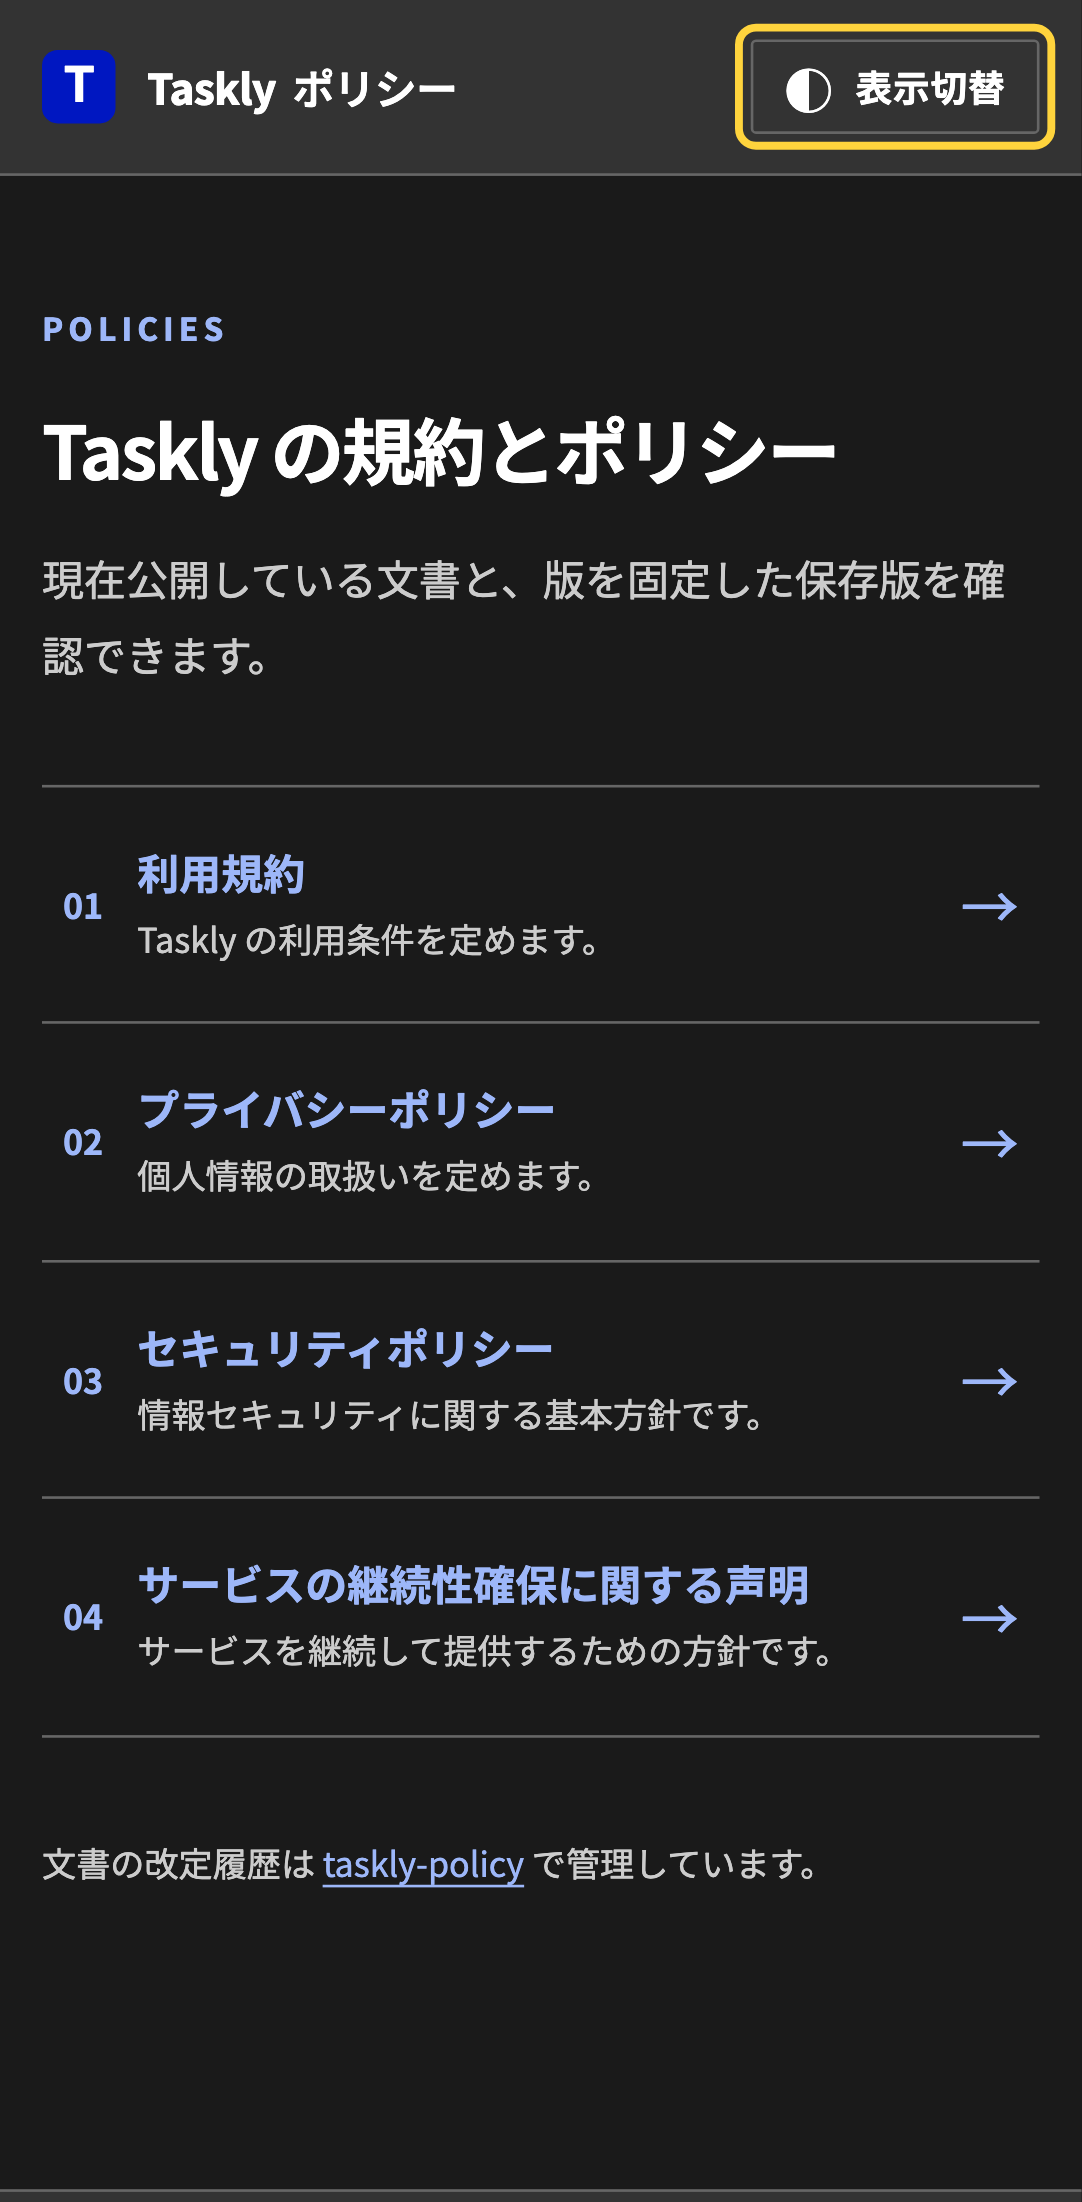 T Taskly ポリシー
表示切替
POLICIES
Taskly の規約とポリシー
現在公開している文書と、版を固定した保存版を確
認できます。
01
利用規約
Taskly の利用条件を定めます。
→
02
プライバシーポリシー
個人情報の取扱いを定めます。
→
03
セキュリティポリシー
情報セキュリティに関する基本方針です。
→
04
サービスの継続性確保に関する声明
サービスを継続して提供するための方針です。
→
文書の改定履歴は taskly-policy で管理しています。